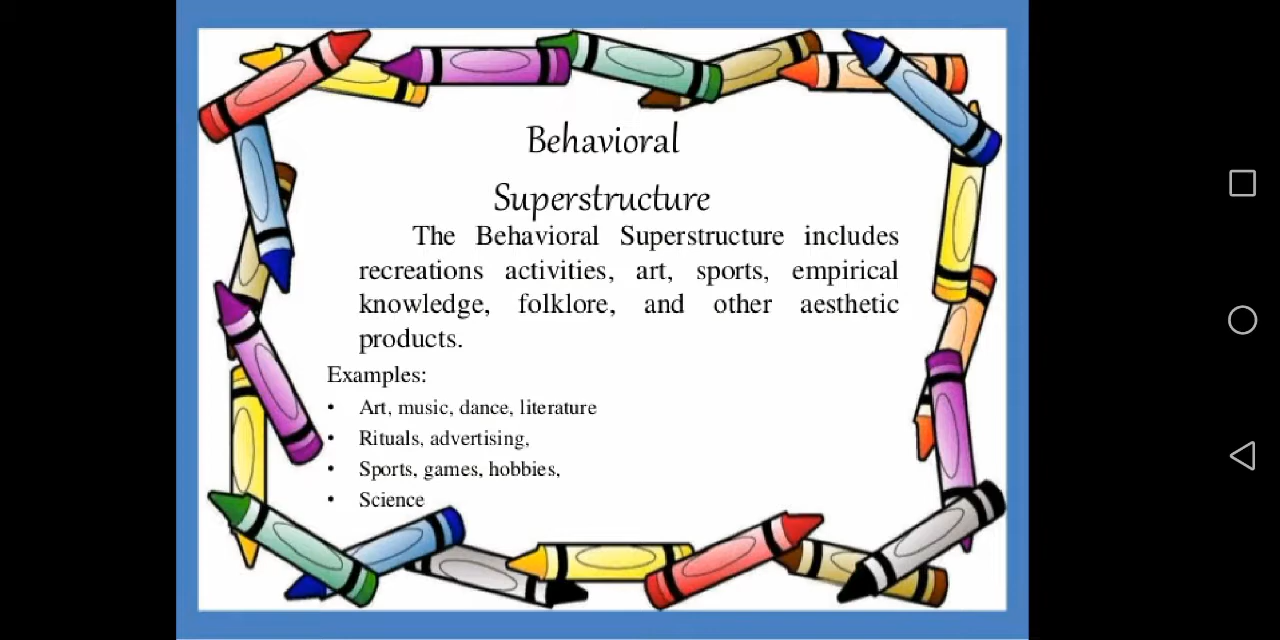 Behavioral
Superstructure
The Behavioral Superstructure includes
recreations activities, art, sports, empirical
knowledge, folklore, and other aesthetic
products.
Examples:
• Art, music, dance, literature
• Rituals, advertising,
• Sports, games, hobbies,
• Science